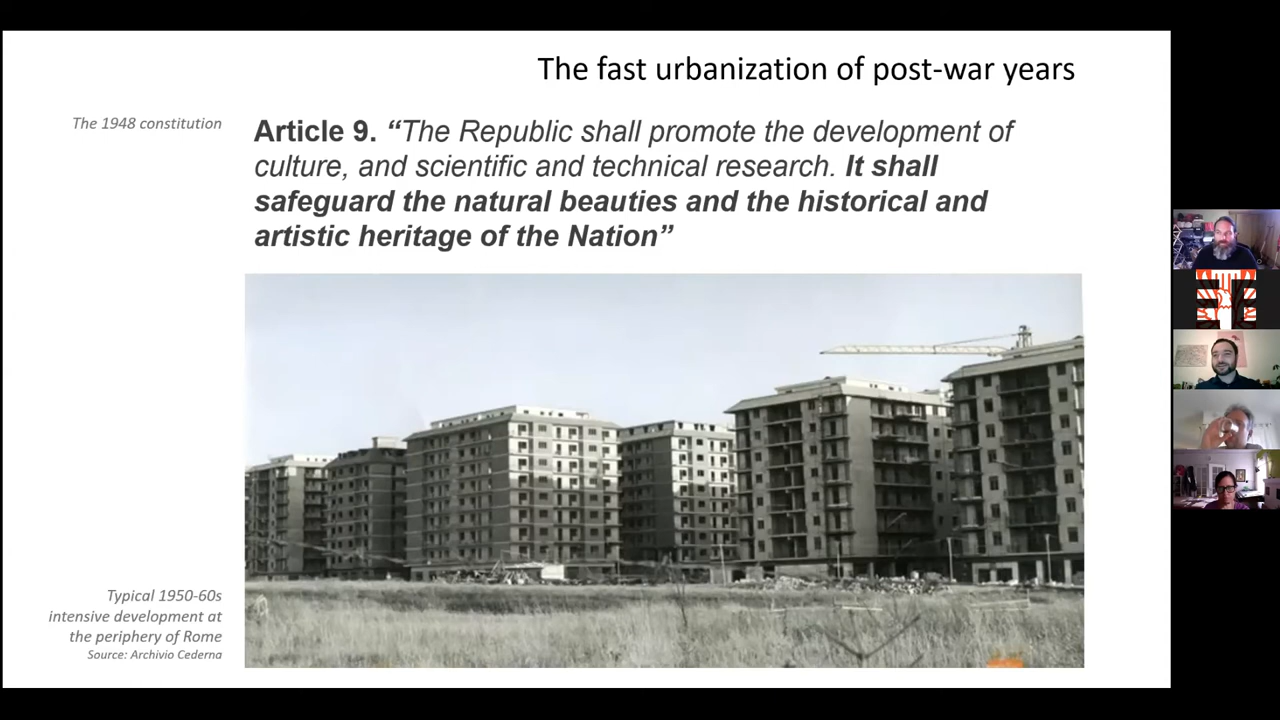 The fast urbanization of post-war years
The 1948 constitution
Article 9. “The Republic shall promote the development of
culture, and scientific and technical research. It shall
safeguard the natural beauties and the historical and
artistic heritage of the Nation”
Typical 1950-60s
intensive development at
the periphery of Rome
Source: Archivio Cederna